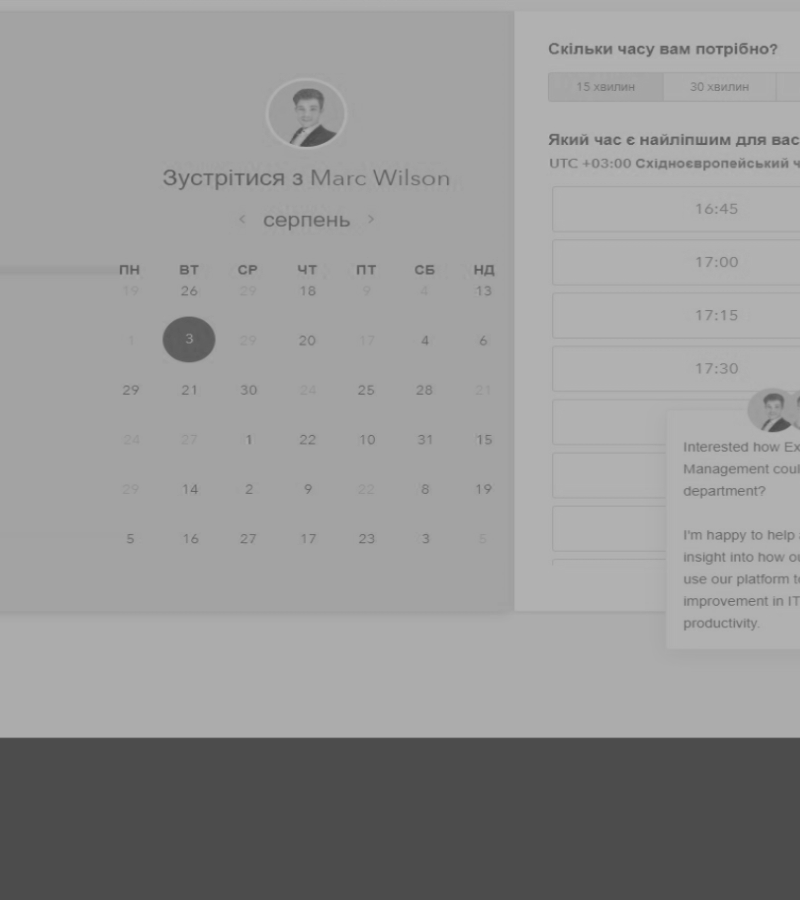 Зустрітися з Marc Wilson
‹ серпень ›
ПН ВТ СР ЧТ ПТ СБ НД
19 26 29 18 9 4 13
1 3 29 20 17 4 6
29 21 30 24 25 28 21
24 27 1 22 10 31 15
29 14 2 9 22 8 19
5 16 27 17 23 3 5
Скільки часу вам потрібно?
15 хвилин 30 хвилин
Який час є найліпшим для вас
UTC +03:00 Східноєвропейський ч
16:45
17:00
17:15
17:30
Interested how Ex
Management coul
department?
I'm happy to help
insight into how ou
use our platform to
improvement in IT
productivity.